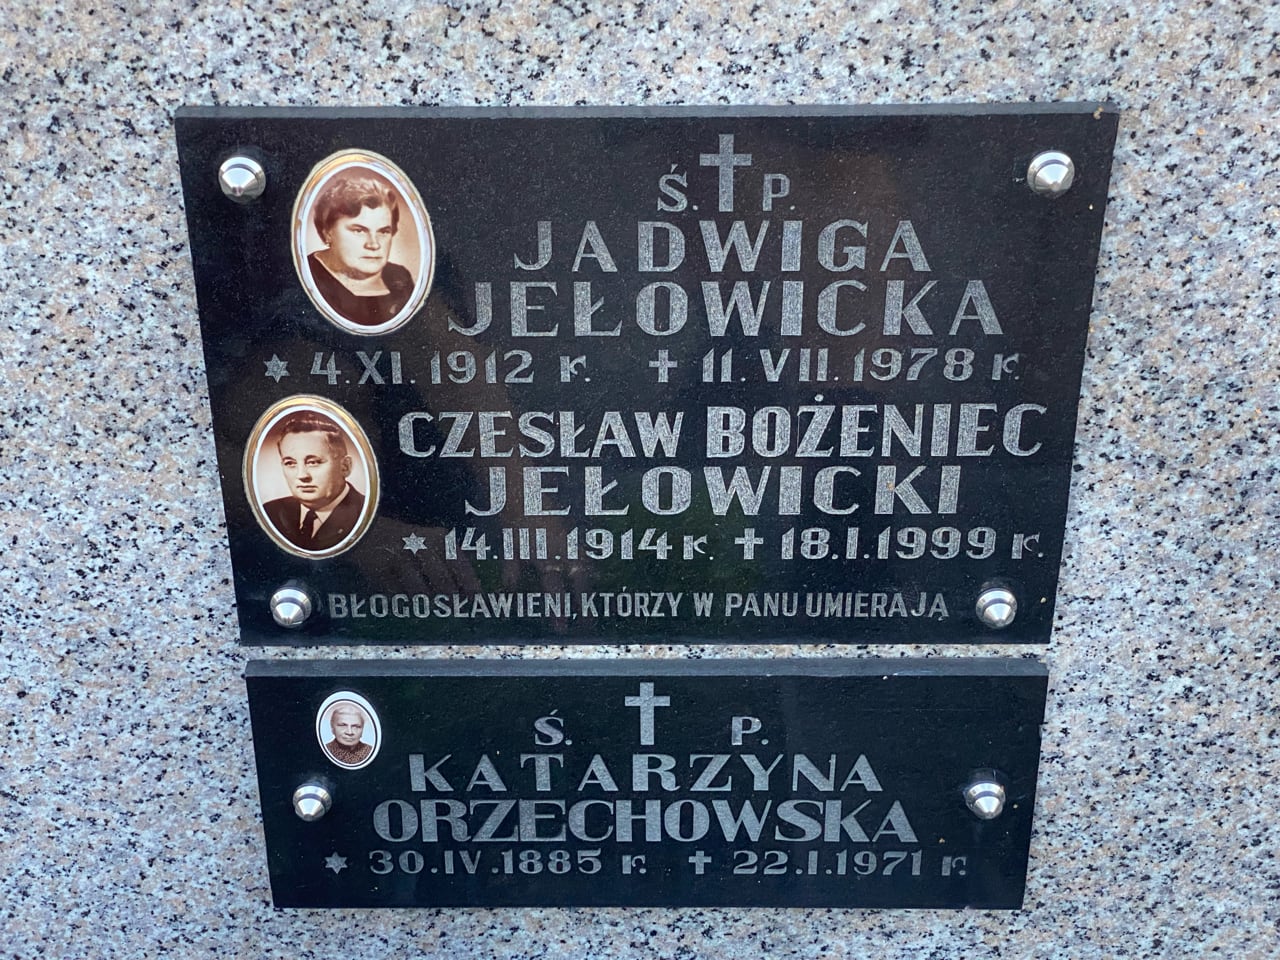 Ś. † P.
JADWIGA
JEŁOWICKA
* 4.XI.1912 r. † 11.VII.1978 r.
CZESŁAW BOŻENIEC
JEŁOWICKI
* 14.III.1914 r. † 18.I.1999 r.
BŁOGOSŁAWIENI, KTÓRZY W PANU UMIERAJĄ
Ś. † P.
KATARZYNA
ORZECHOWSKA
* 30.IV.1885 r. † 22.I.1971 r.